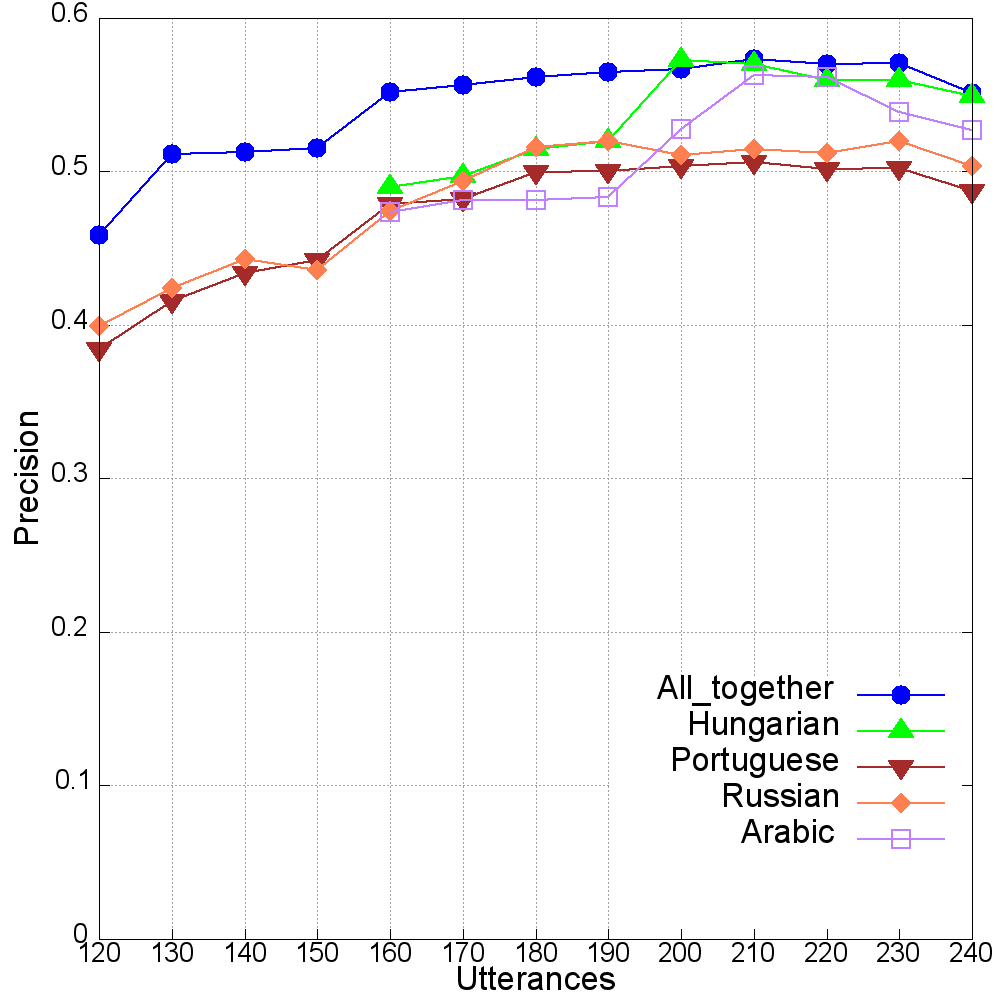 0.6
0.5
0.4
0.3
0.2
0.1
0
Precision
All_together
Hungarian
Portuguese
Russian
Arabic
120 130 140 150 160 170 180 190 200 210 220 230 240
Utterances